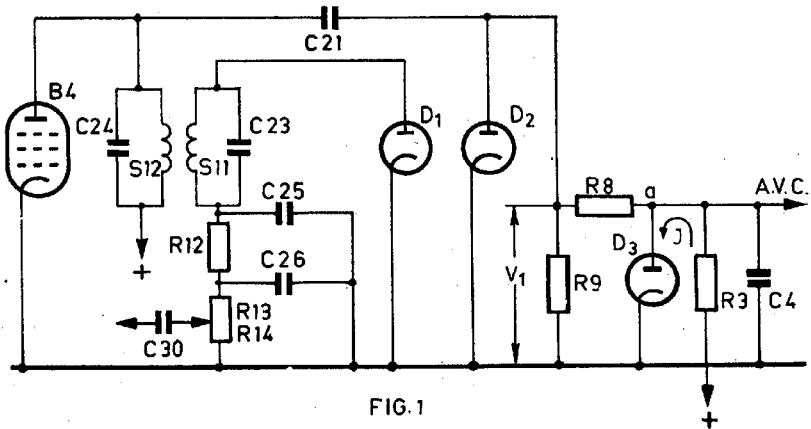 C21
B4
C24
S12
S11
C23
D1
D2
R12
C25
C26
R13
R14
C30
+
V1
R8
a
A.V.C.
D3
J
R9
R3
C4
+
FIG.1